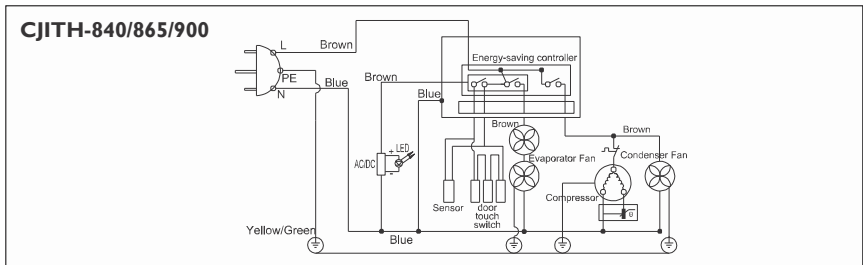 CJITH-840/865/900
L
Brown
Energy-saving controller
PE
Brown
Blue
N
Blue
Brown
Brown
+ LED
AC/DC
-
Evaporator Fan
Condenser Fan
Compressor
Sensor
door
touch
switch
θ
Yellow/Green
Blue